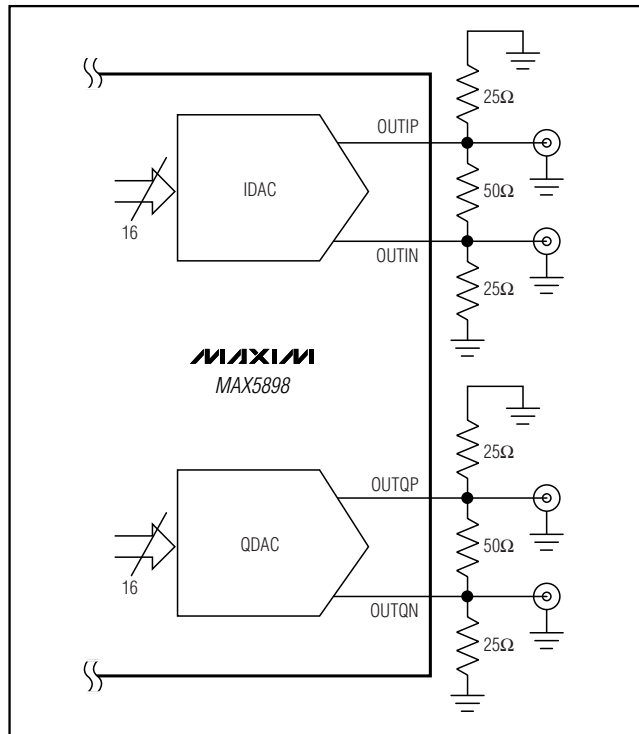 25Ω
OUTIP
IDAC
50Ω
16
OUTIN
25Ω
MAXIM
MAX5898
25Ω
OUTQP
QDAC
50Ω
16
OUTQN
25Ω